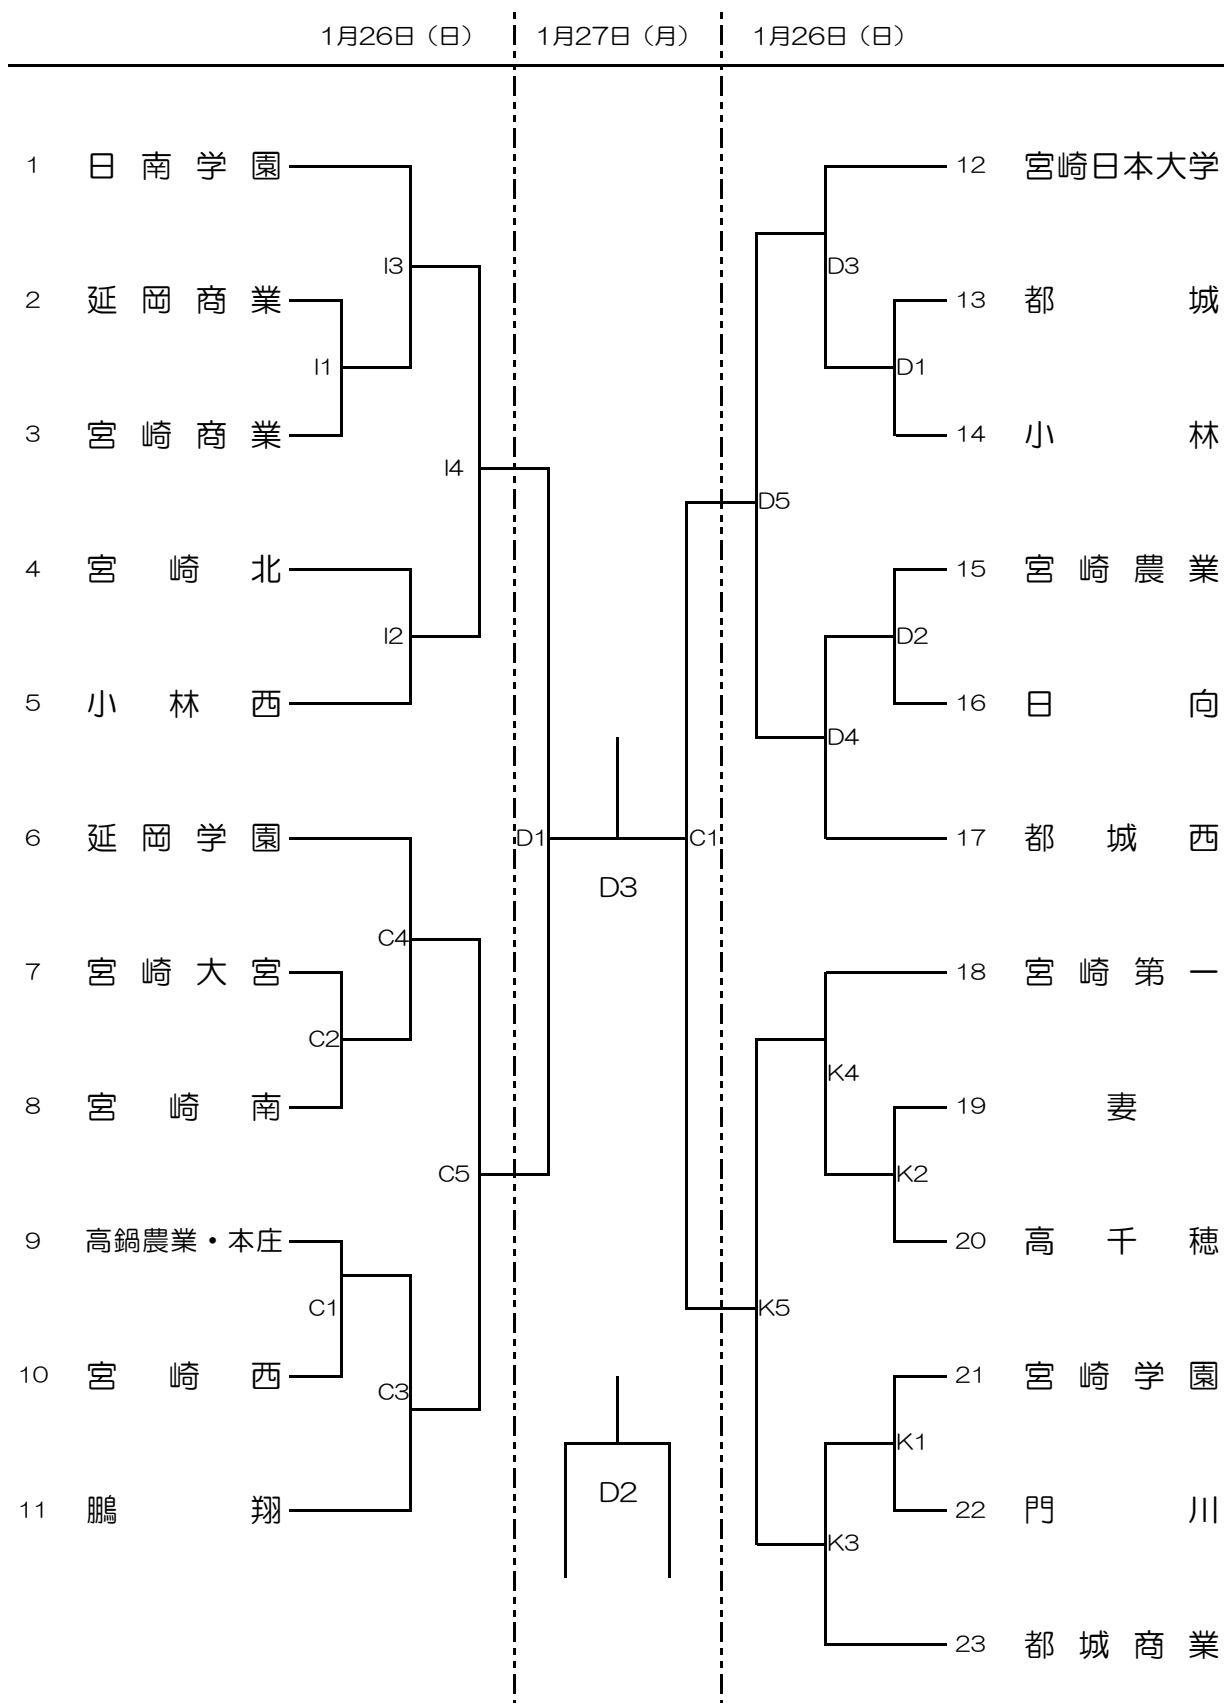 1月26日（日） 1月27日（月） 1月26日（日）
1 日南学園 12 宮崎日本大学
I3 D3
2 延岡商業 13 都城
I1 D1
3 宮崎商業 14 小林
I4
D5
4 宮崎北 15 宮崎農業
I2 D2
5 小林西 16 日向
D4
6 延岡学園 D1 C1 17 都城西
D3
C4
7 宮崎大宮 18 宮崎第一
C2
K4
8 宮崎南 19 妻
C5 K2
9 高鍋農業・本庄 20 高千穂
C1 K5
10 宮崎西 21 宮崎学園
C3
K1
D2
11 鵬翔 22 門川
K3
23 都城商業